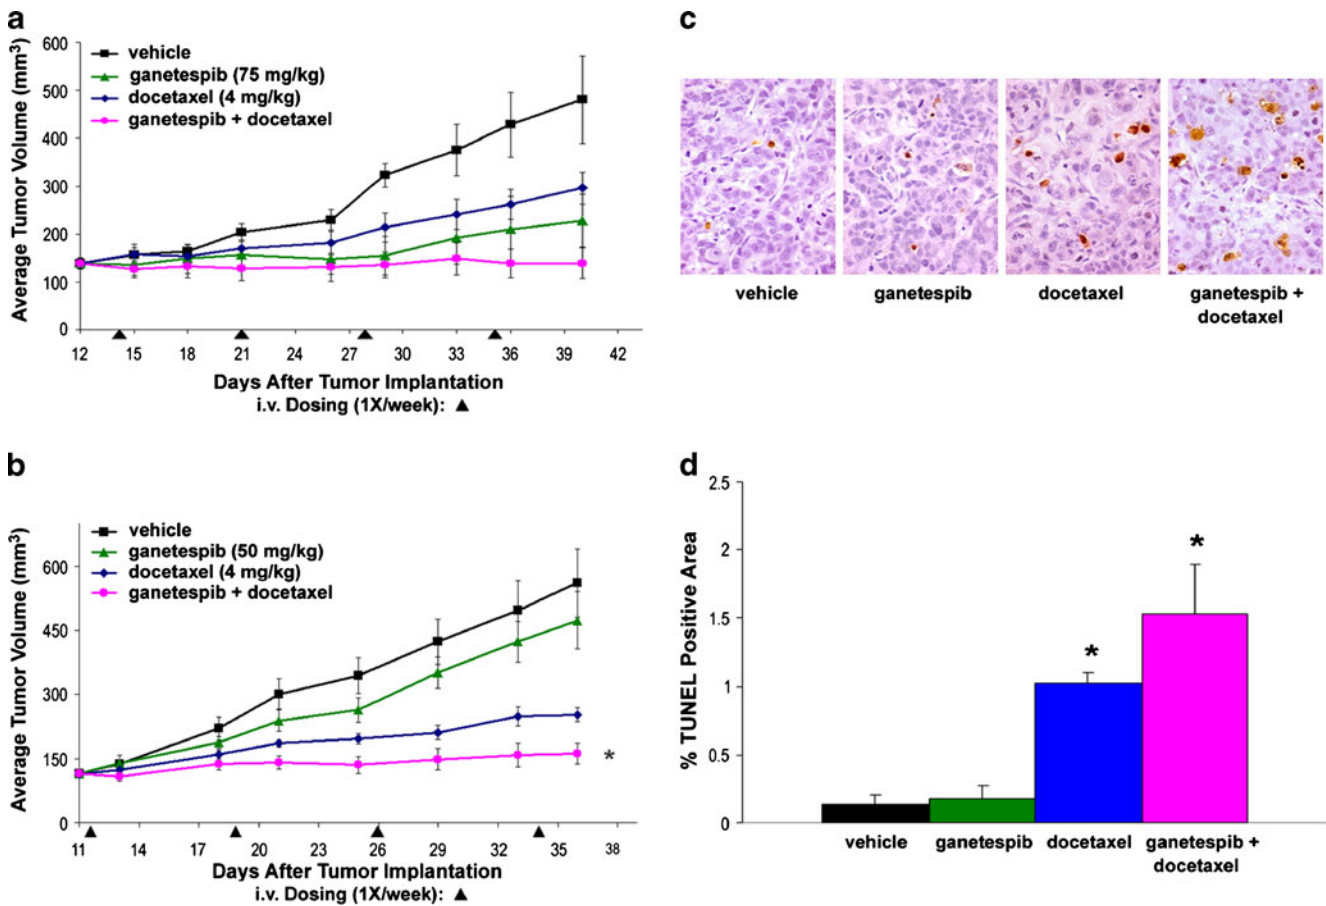 a
Average Tumor Volume (mm3)
600
500
400
300
200
100
0
vehicle
ganetespib (75 mg/kg)
docetaxel (4 mg/kg)
ganetespib + docetaxel
12 15 18 21 24 27 30 33 36 39 42
Days After Tumor Implantation
i.v. Dosing (1X/week): ▲
b
Average Tumor Volume (mm3)
600
450
300
150
0
vehicle
ganetespib (50 mg/kg)
docetaxel (4 mg/kg)
ganetespib + docetaxel
*
11 14 17 20 23 26 29 32 35 38
Days After Tumor Implantation
i.v. Dosing (1X/week): ▲
c
vehicle
ganetespib
docetaxel
ganetespib +
docetaxel
d
% TUNEL Positive Area
2.5
2
1.5
1
0.5
0
*
*
vehicle
ganetespib
docetaxel
ganetespib +
docetaxel